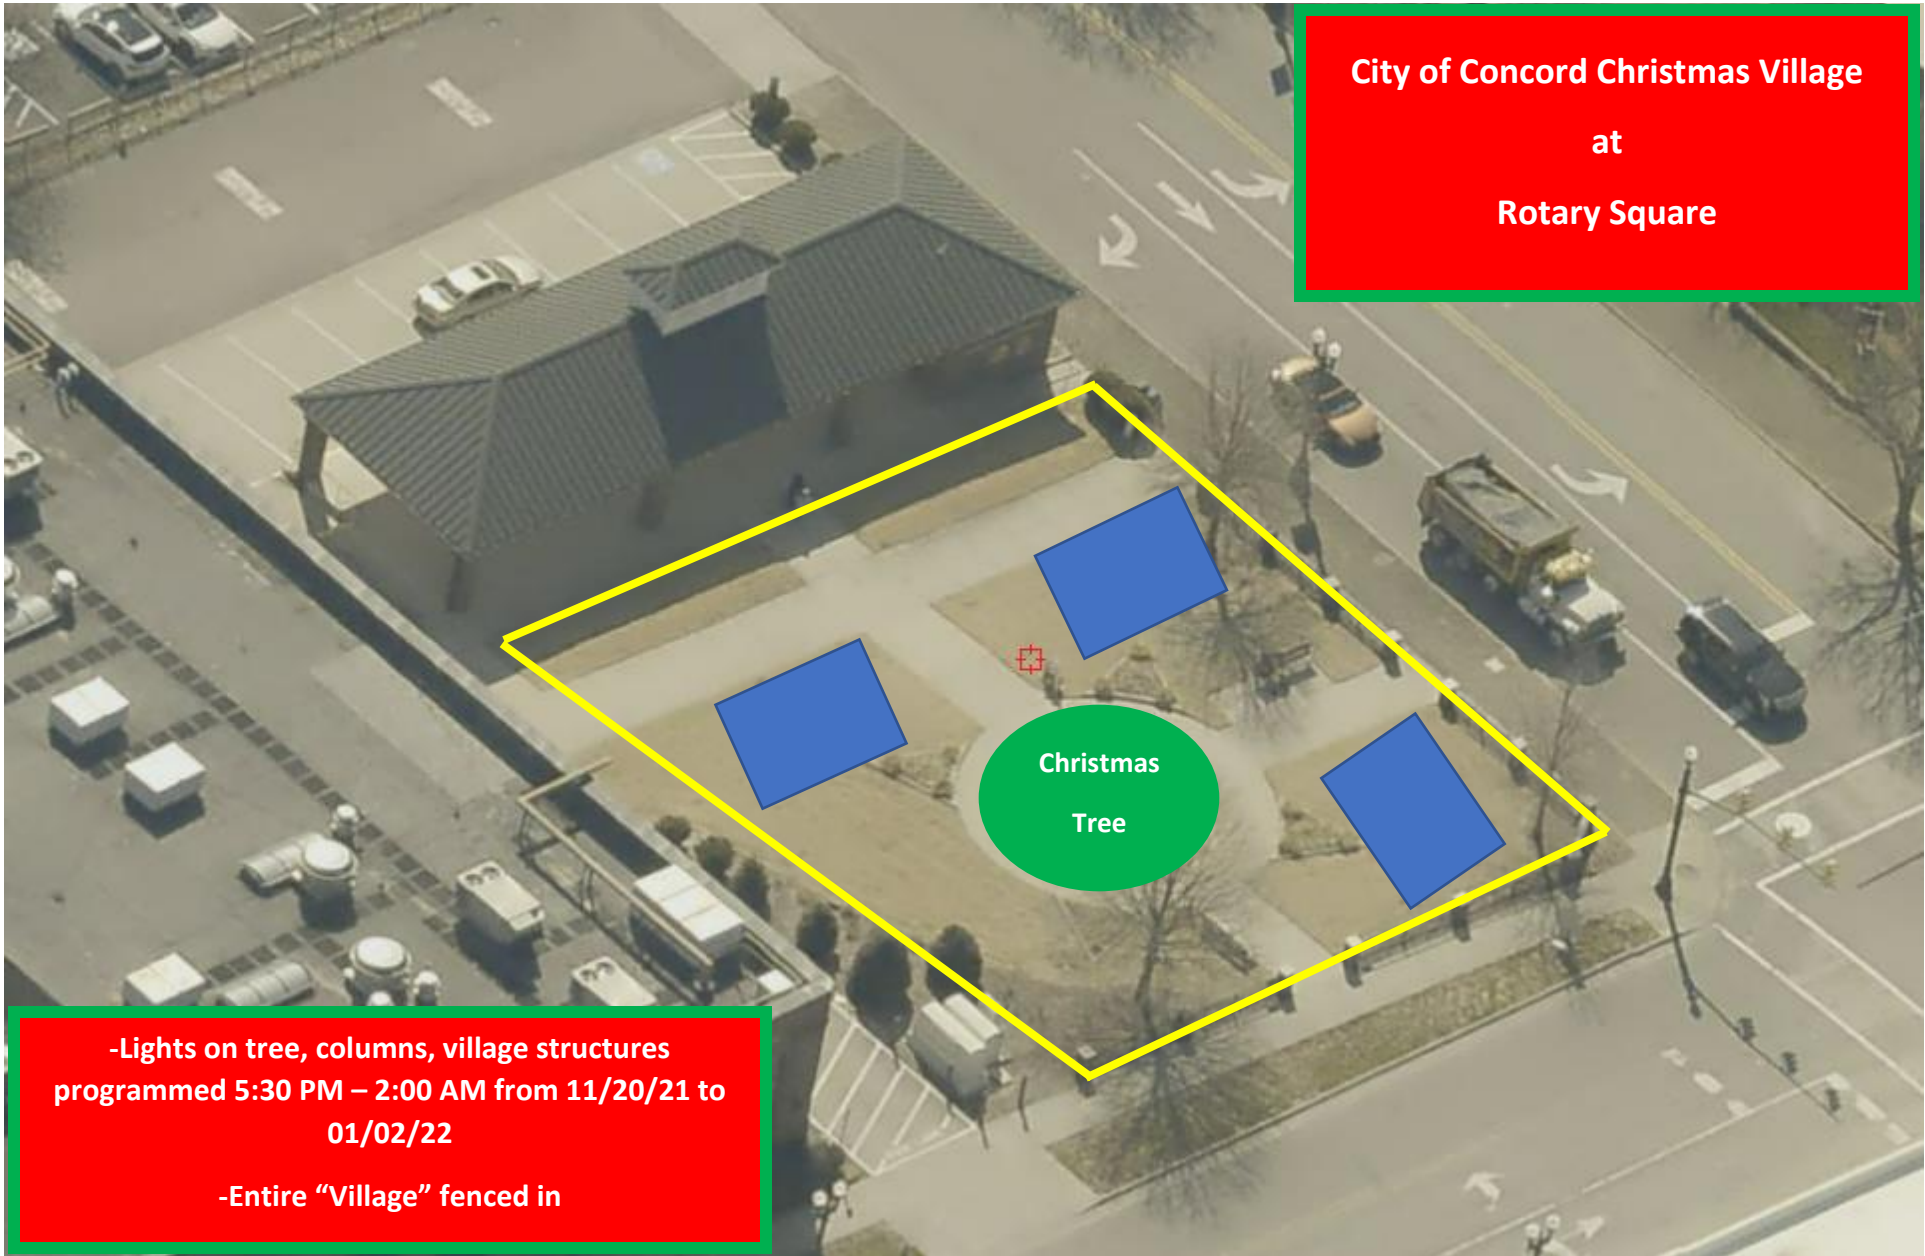 City of Concord Christmas Village
at
Rotary Square
Christmas
Tree
-Lights on tree, columns, village structures
programmed 5:30 PM – 2:00 AM from 11/20/21 to
01/02/22
-Entire “Village” fenced in